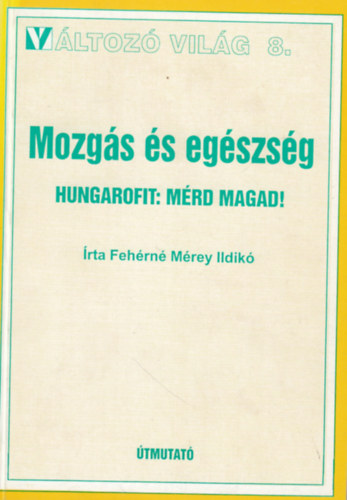 VÁLTOZÓ VILÁG 8.
Mozgás és egészség
HUNGAROFIT: MÉRD MAGAD!
Írta Fehérné Mérey Ildikó
ÚTMUTATÓ